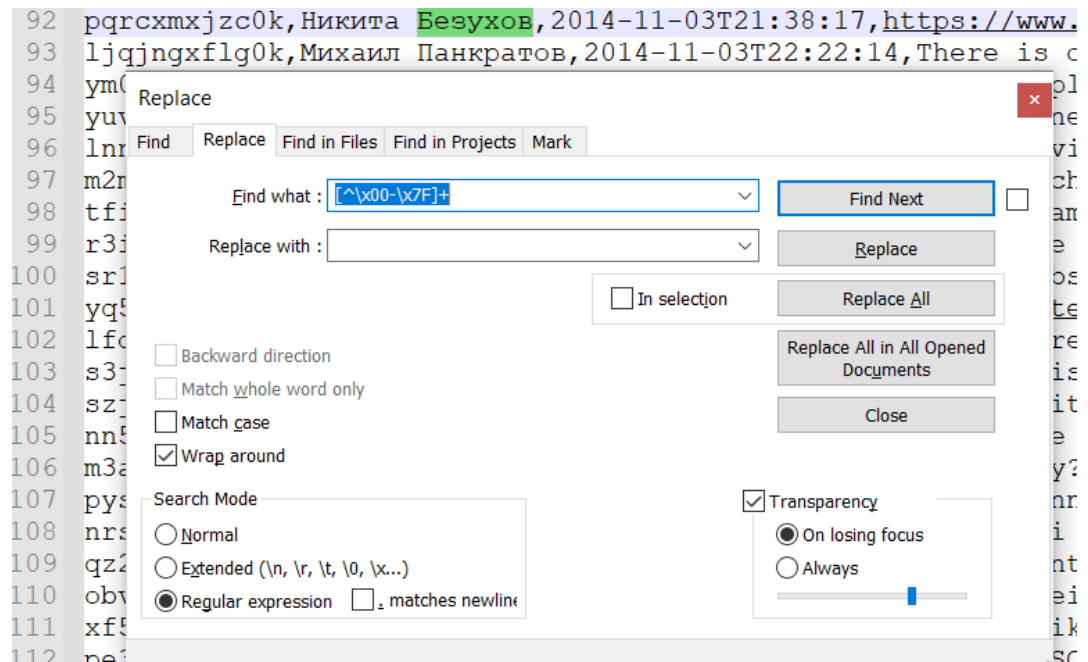 92 pqrcxmxjzc0k,Никита Безухов,2014-11-03T21:38:17,https://www.
93 ljqjngxflg0k,Михаил Панкратов,2014-11-03T22:22:14,There is
94
Replace
95
Find Replace Find in Files Find in Projects Mark
96
97
Find what : [^\x00-\x7F]+ Find Next
98
99
Replace with : Replace
100
In selection Replace All
101
102
Backward direction Replace All in All Opened Documents
103
Match whole word only
104
Match case Close
105
Wrap around
106
107
Search Mode Transparency
108
Normal On losing focus
109
Extended (\n, \r, \t, \0, \x...) Always
110
Regular expression . matches newline
111
112